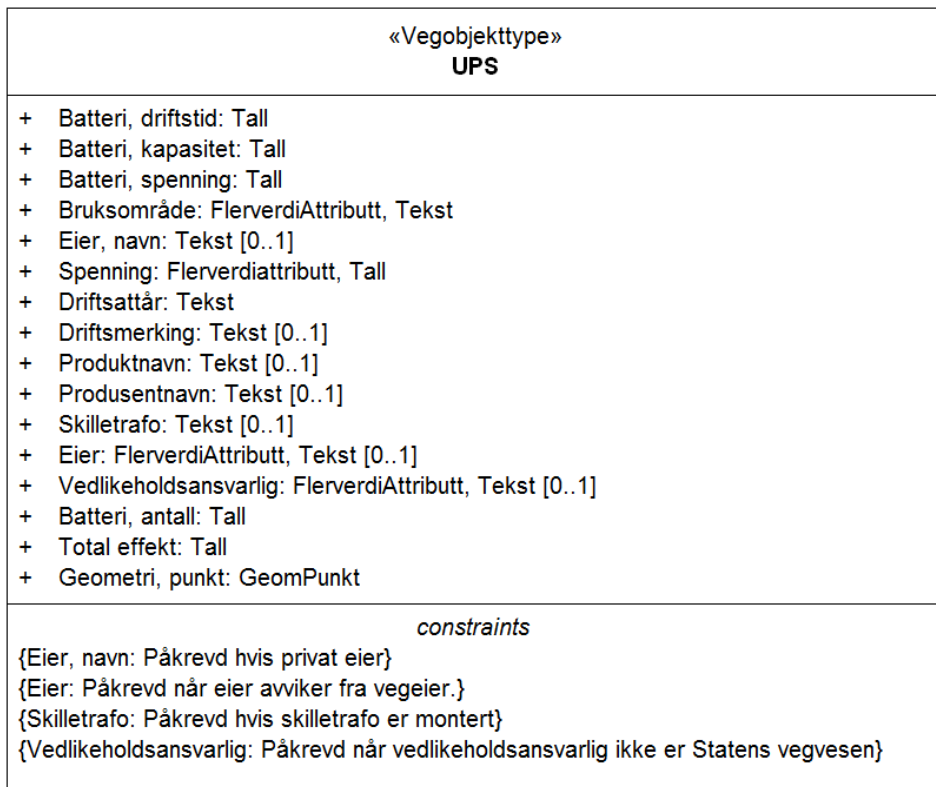 «Vegobjekttype»
UPS
+ Batteri, driftstid: Tall
+ Batteri, kapasitet: Tall
+ Batteri, spenning: Tall
+ Bruksområde: FlerverdiAttributt, Tekst
+ Eier, navn: Tekst [0..1]
+ Spenning: Flerverdiattributt, Tall
+ Driftsattår: Tekst
+ Driftsmerking: Tekst [0..1]
+ Produktnavn: Tekst [0..1]
+ Produsentnavn: Tekst [0..1]
+ Skilletrafo: Tekst [0..1]
+ Eier: FlerverdiAttributt, Tekst [0..1]
+ Vedlikeholdsansvarlig: FlerverdiAttributt, Tekst [0..1]
+ Batteri, antall: Tall
+ Total effekt: Tall
+ Geometri, punkt: GeomPunkt
constraints
{Eier, navn: Påkrevd hvis privat eier}
{Eier: Påkrevd når eier avviker fra vegeier.}
{Skilletrafo: Påkrevd hvis skilletrafo er montert}
{Vedlikeholdsansvarlig: Påkrevd når vedlikeholdsansvarlig ikke er Statens vegvesen}